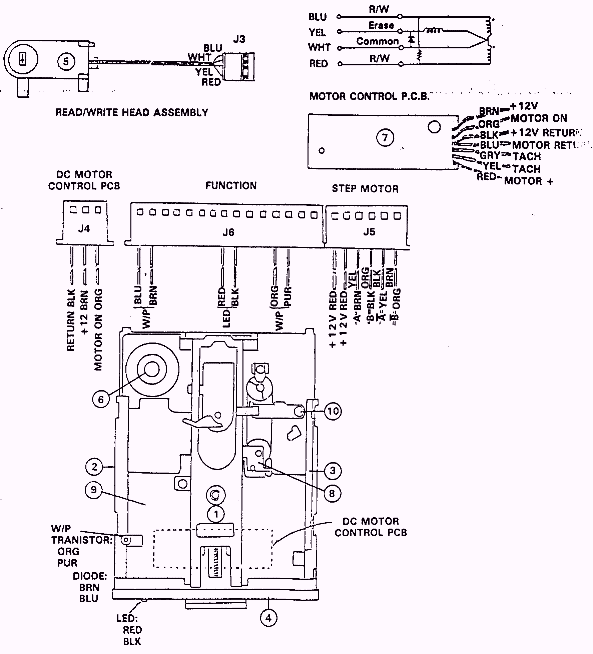 BLU
R/W
YEL
Erase
WHT
Common
RED
R/W
J3
BLU
WHT
YEL
RED
5
READ/WRITE HEAD ASSEMBLY
MOTOR CONTROL P.C.B.
7
BRN +12V
ORG MOTOR ON
BLK +12V RETURN
BLU MOTOR RETU
GRY TACH
YEL TACH
RED MOTOR +
DC MOTOR
CONTROL PCB
FUNCTION
STEP MOTOR
J4
J6
J5
RETURN BLK
+12 BRN
MOTOR ON ORG
BLU
W/P
BRN
RED
LED
BLK
ORG
W/P
PUR
+12V RED
+12V RED
-A- BRN YEL
-B- BLK ORG
-A- YEL BLK
-B- ORG BRN
6
10
2
3
9
8
1
W/P
TRANISTOR:
ORG
PUR
DIODE:
BRN
BLU
DC MOTOR
CONTROL PCB
LED:
RED
BLK
4